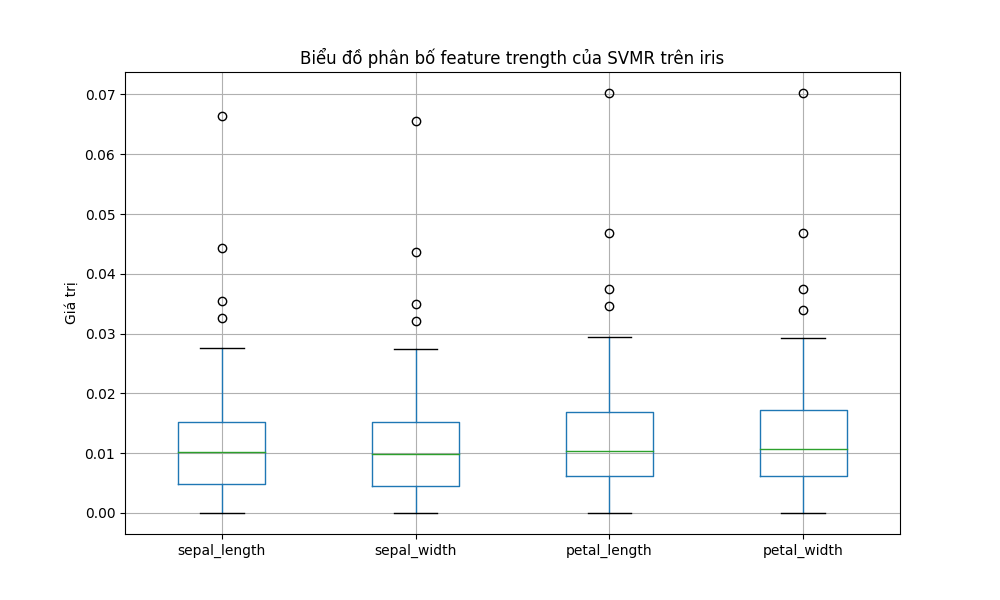 Biểu đồ phân bố feature trength của SVMR trên iris
Giá trị
0.07
0.06
0.05
0.04
0.03
0.02
0.01
0.00
sepal_length sepal_width petal_length petal_width